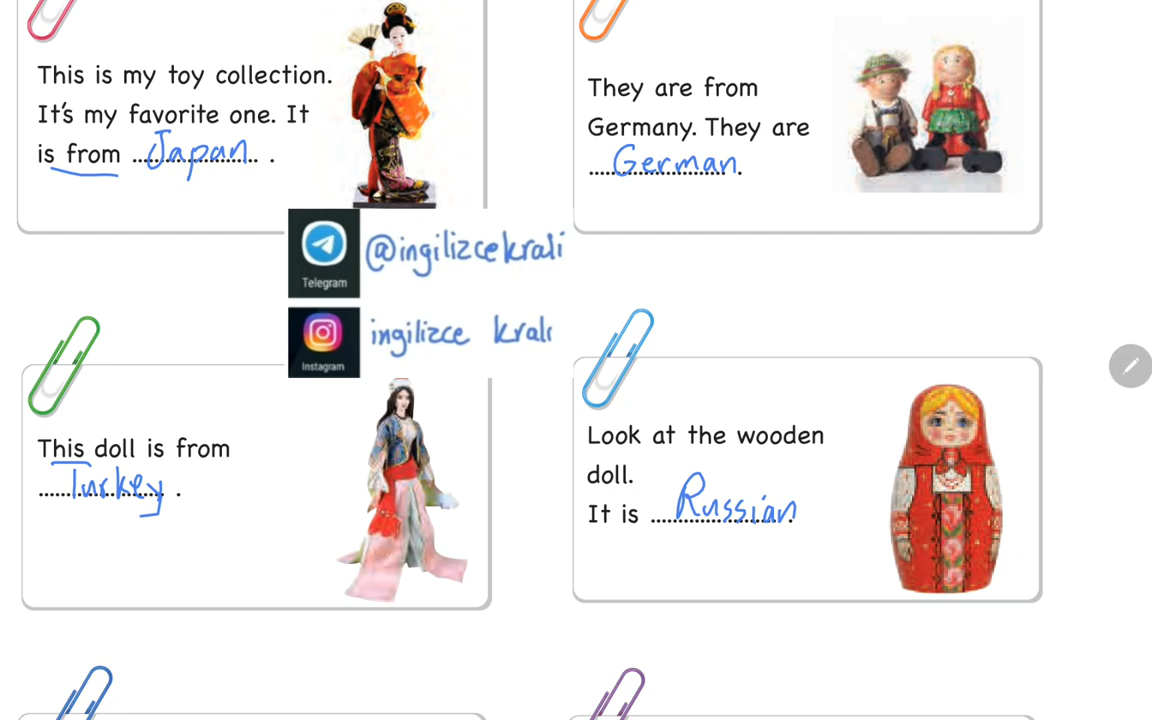 This is my toy collection.
It's my favorite one. It
is from Japan .
They are from
Germany. They are
German.
Telegram
@ingilizcekrali
Instagram
ingilizce kralı
This doll is from
Turkey .
Look at the wooden
doll.
It is Russian.